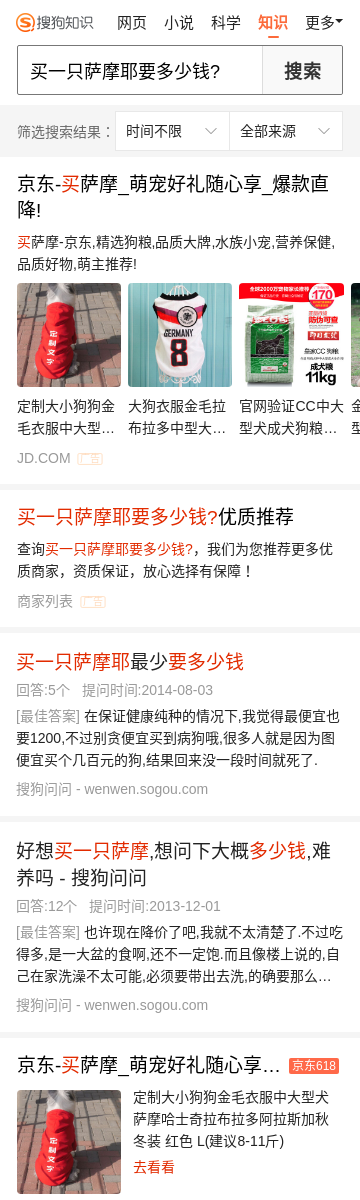 搜狗知识 网页 小说 科学 知识 更多
买一只萨摩耶要多少钱? 搜索
筛选搜索结果： 时间不限 全部来源
京东-买萨摩_萌宠好礼随心享_爆款直
降!
买萨摩-京东,精选狗粮,品质大牌,水族小宠,营养保健,
品质好物,萌主推荐!
定制文字
GERMANY
8
全球2000万爱宠家&推荐
170
防伪可查
即时可发
皇家CC 狗粮
成犬粮
11kg
定制大小狗狗金
毛衣服中大型…
大狗衣服金毛拉
布拉多中型大…
官网验证CC中大
型犬成犬狗粮…
JD.COM 广告
买一只萨摩耶要多少钱?优质推荐
查询买一只萨摩耶要多少钱?，我们为您推荐更多优
质商家，资质保证，放心选择有保障！
商家列表 广告
买一只萨摩耶最少要多少钱
回答:5个 提问时间:2014-08-03
[最佳答案] 在保证健康纯种的情况下,我觉得最便宜也
要1200,不过别贪便宜买到病狗哦,很多人就是因为图
便宜买个几百元的狗,结果回来没一段时间就死了.
搜狗问问 - wenwen.sogou.com
好想买一只萨摩,想问下大概多少钱,难
养吗 - 搜狗问问
回答:12个 提问时间:2013-12-01
[最佳答案] 也许现在降价了吧,我就不太清楚了.不过吃
得多,是一大盆的食啊,还不一定饱.而且像楼上说的,自
己在家洗澡不太可能,必须要带出去洗,的确要那么…
搜狗问问 - wenwen.sogou.com
京东-买萨摩_萌宠好礼随心享… 京东618
定制文字
定制大小狗狗金毛衣服中大型犬
萨摩哈士奇拉布拉多阿拉斯加秋
冬装 红色 L(建议8-11斤)
去看看